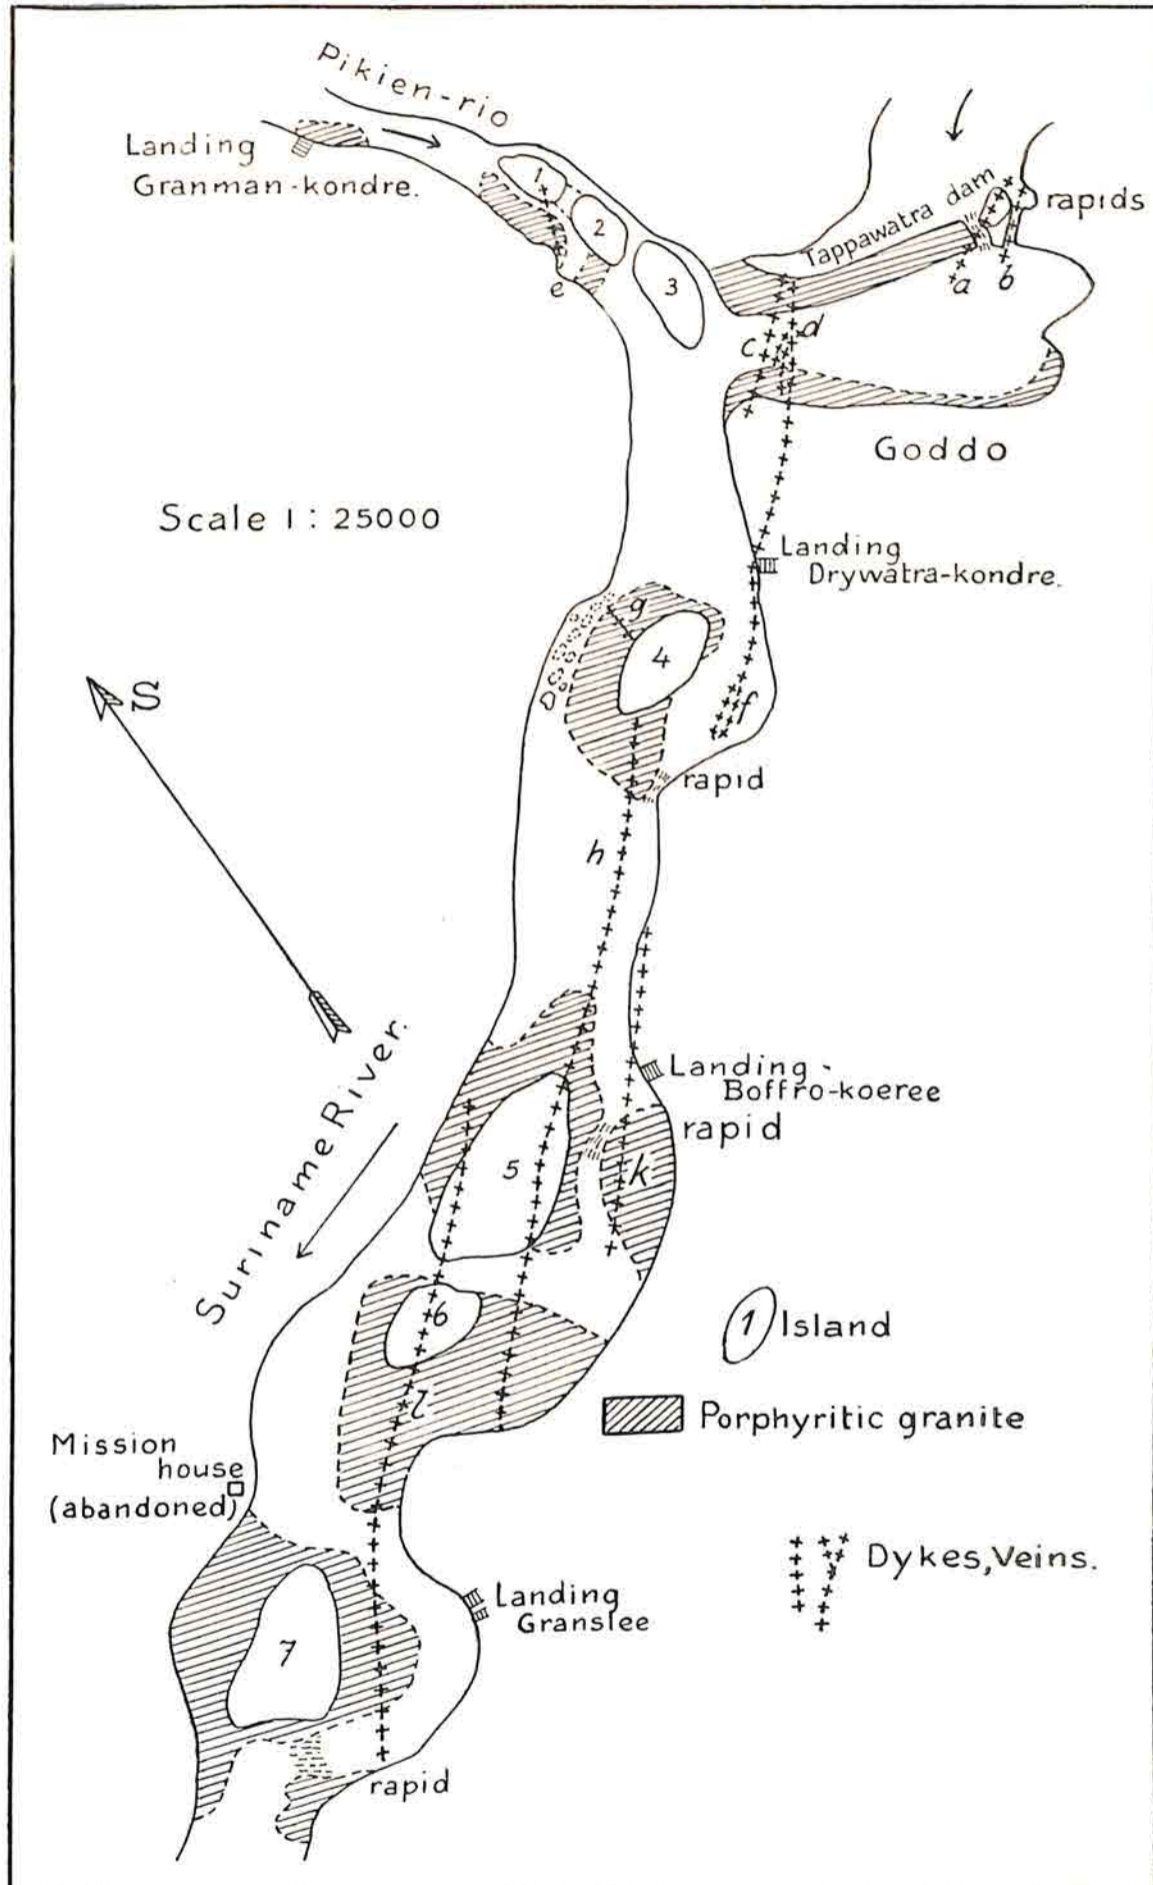 Pikien-rio
Landing
Granman-kondre.
1
2
3
e
Tappawatra dam
rapids
a
b
c
d
Goddo
Scale 1 : 25000
Landing
Drywatra-kondre.
g
4
f
S
rapid
h
Landing
Boffro-koeree
rapid
5
k
Suriname River.
6
1 Island
l
Porphyritic granite
Mission
house
(abandoned)
Dykes, Veins.
Landing
Granslee
7
rapid